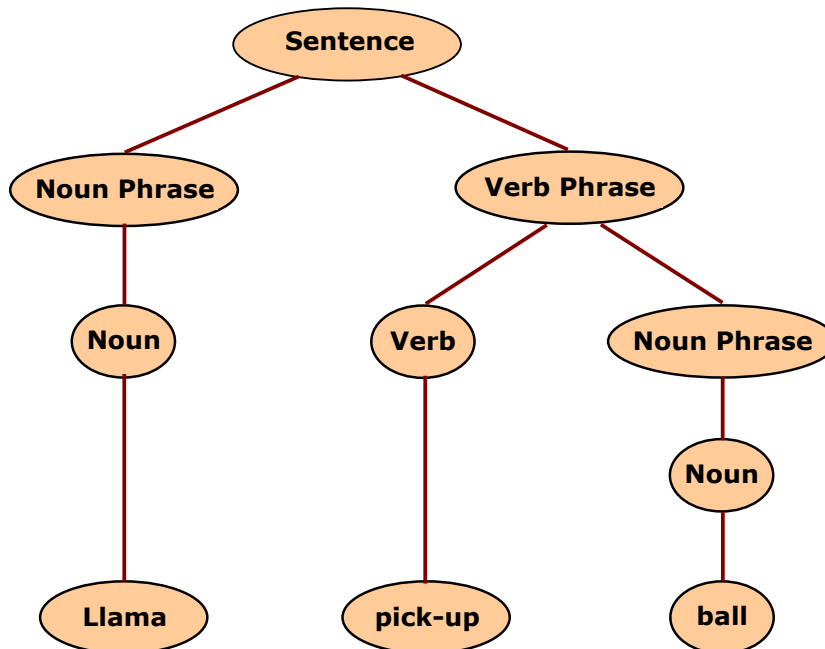 Sentence
Noun Phrase
Verb Phrase
Noun
Verb
Noun Phrase
Noun
Llama
pick-up
ball